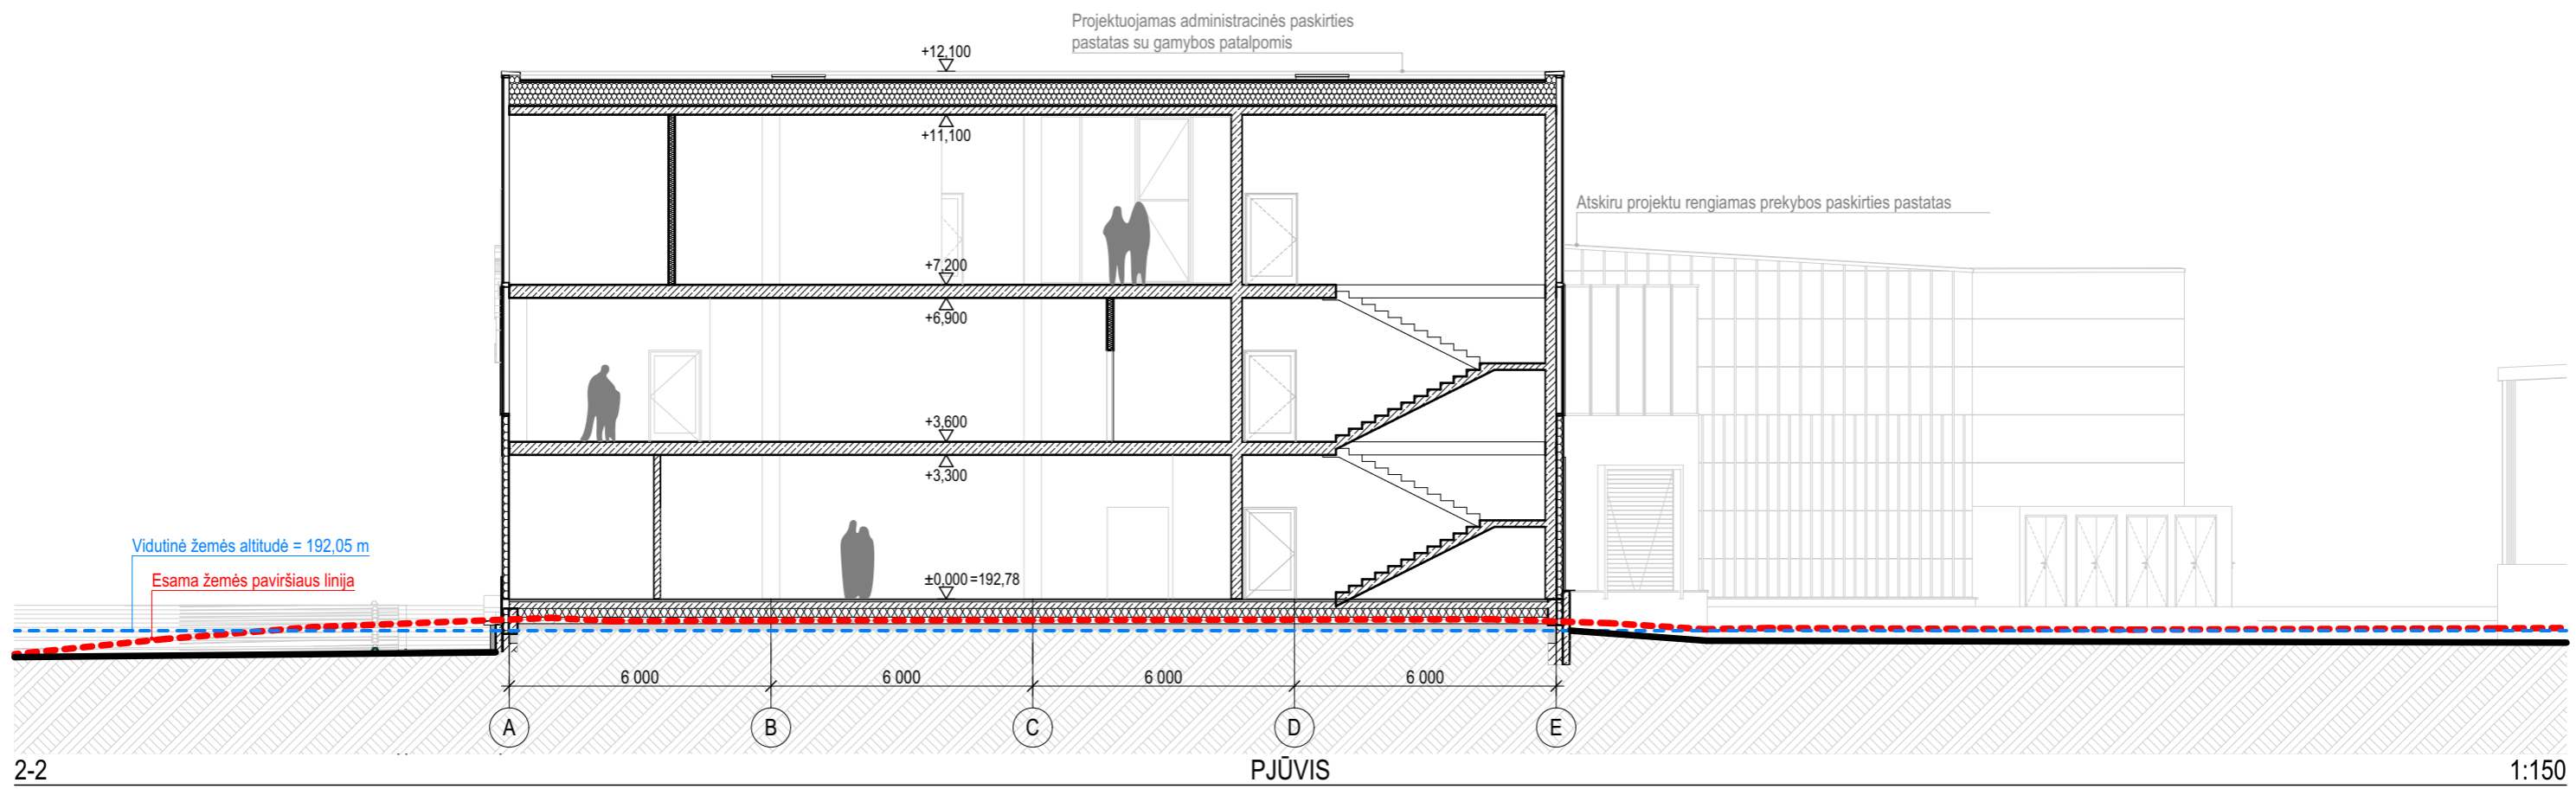 Projektuojamas administracinės paskirties
pastatas su gamybos patalpomis
+12,100
+11,100
Atskiru projektu rengiamas prekybos paskirties pastatas
+7,200
+6,900
+3,600
+3,300
Vidutinė žemės altitudė = 192,05 m
Esama žemės paviršiaus linija
±0,000 =192,78
6 000 6 000 6 000 6 000
A B C D E
2-2 PJŪVIS 1:150